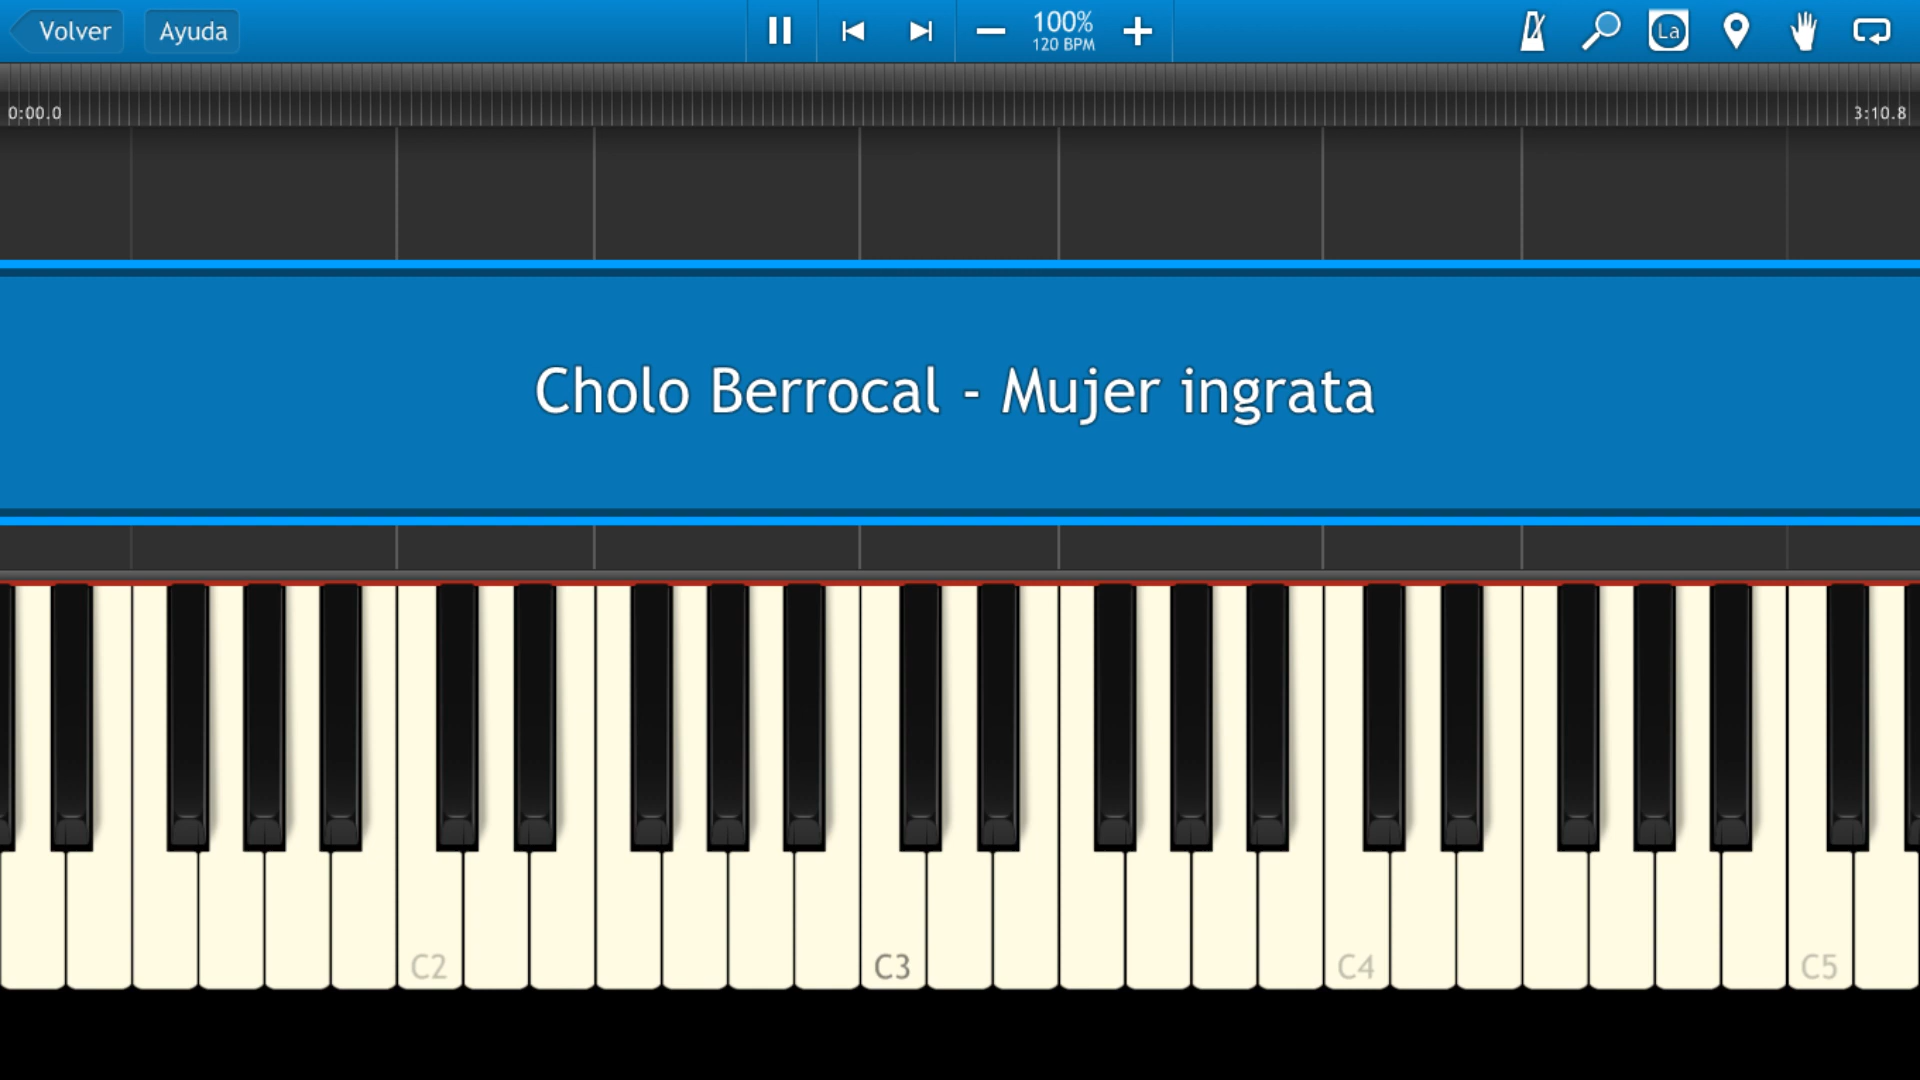 Volver
Ayuda
100%
120 BPM
La
0:00.0
3:10.8
Cholo Berrocal - Mujer ingrata
C2
C3
C4
C5